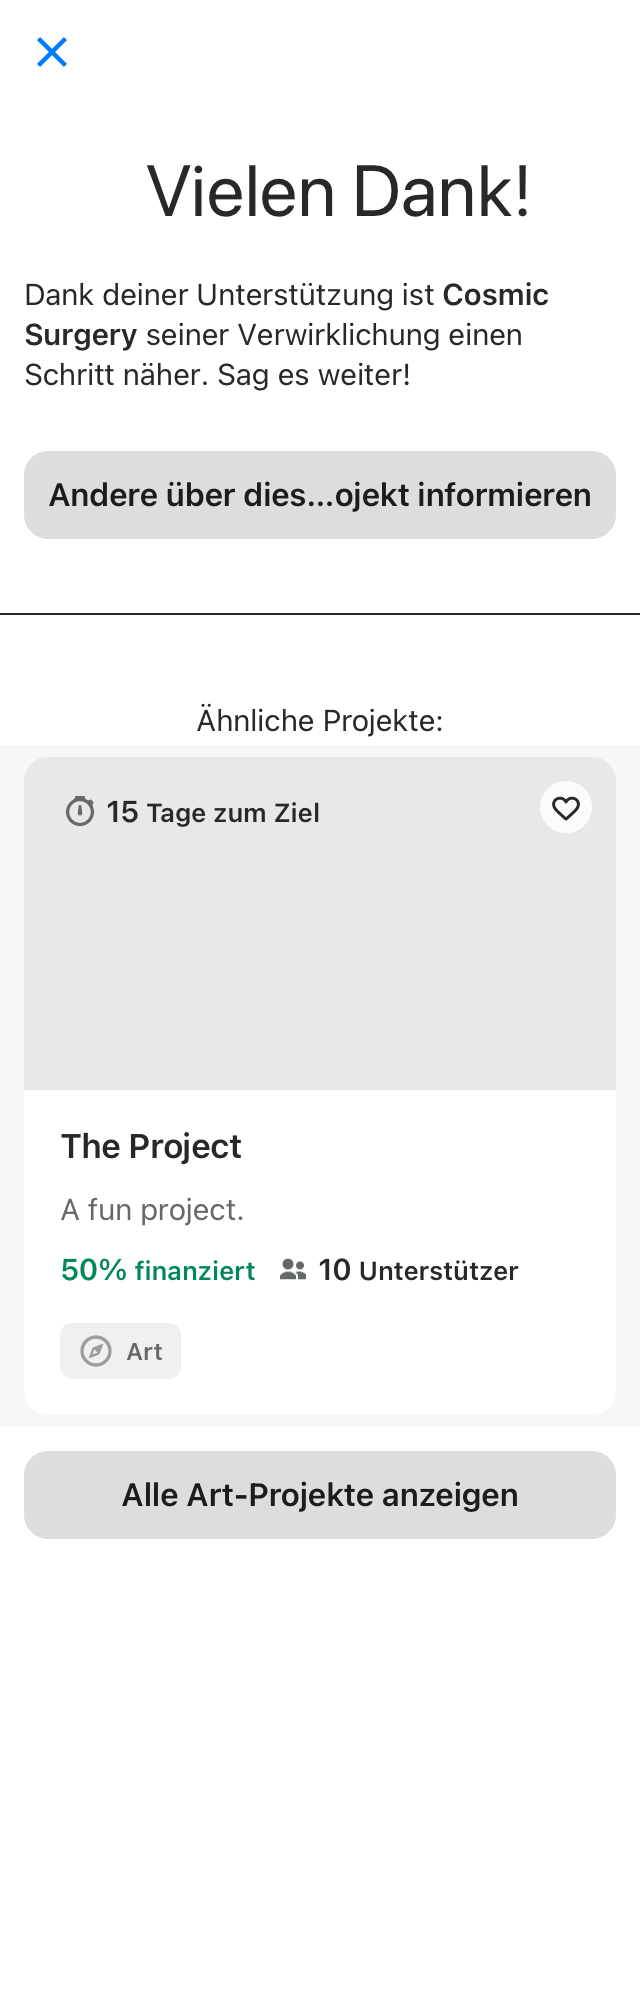 Vielen Dank!
Dank deiner Unterstützung ist Cosmic
Surgery seiner Verwirklichung einen
Schritt näher. Sag es weiter!
Andere über dies...ojekt informieren
Ähnliche Projekte:
15 Tage zum Ziel
The Project
A fun project.
50% finanziert 10 Unterstützer
Art
Alle Art-Projekte anzeigen